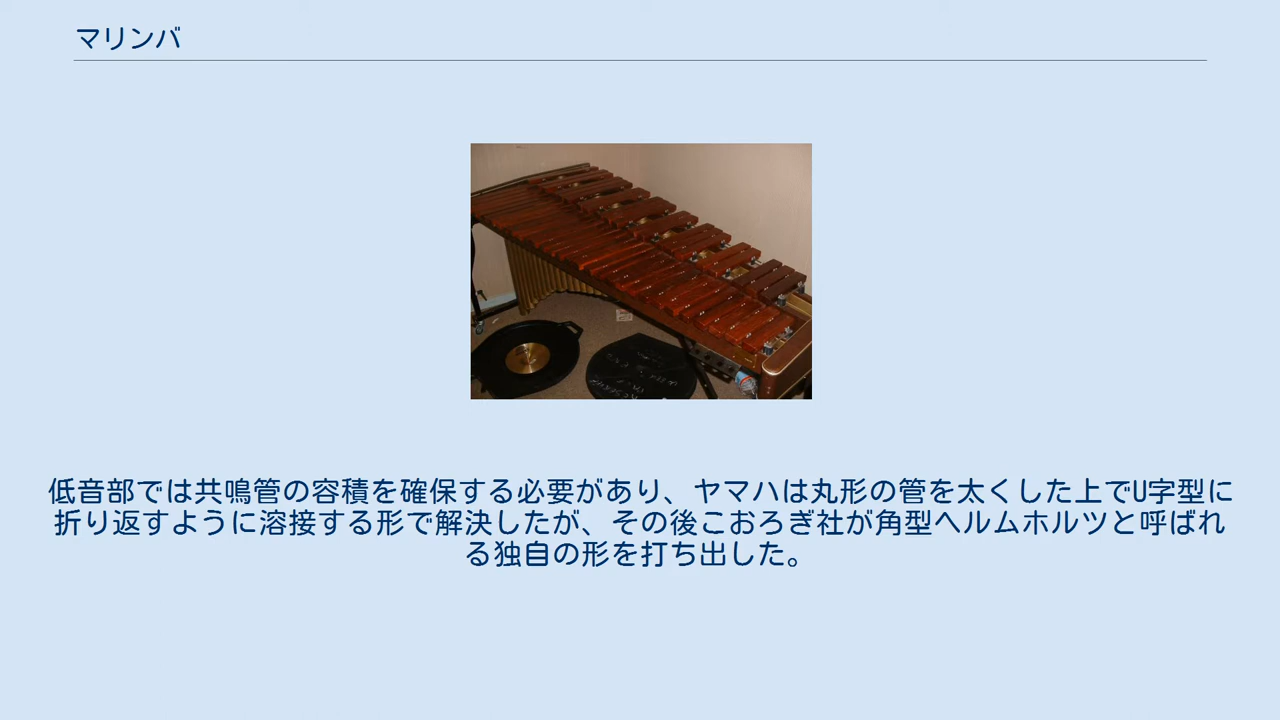 マリンバ
低音部では共鳴管の容積を確保する必要があり、ヤマハは丸形の管を太くした上でU字型に
折り返すように溶接する形で解決したが、その後こおろぎ社が角型ヘルムホルツと呼ばれ
る独自の形を打ち出した。